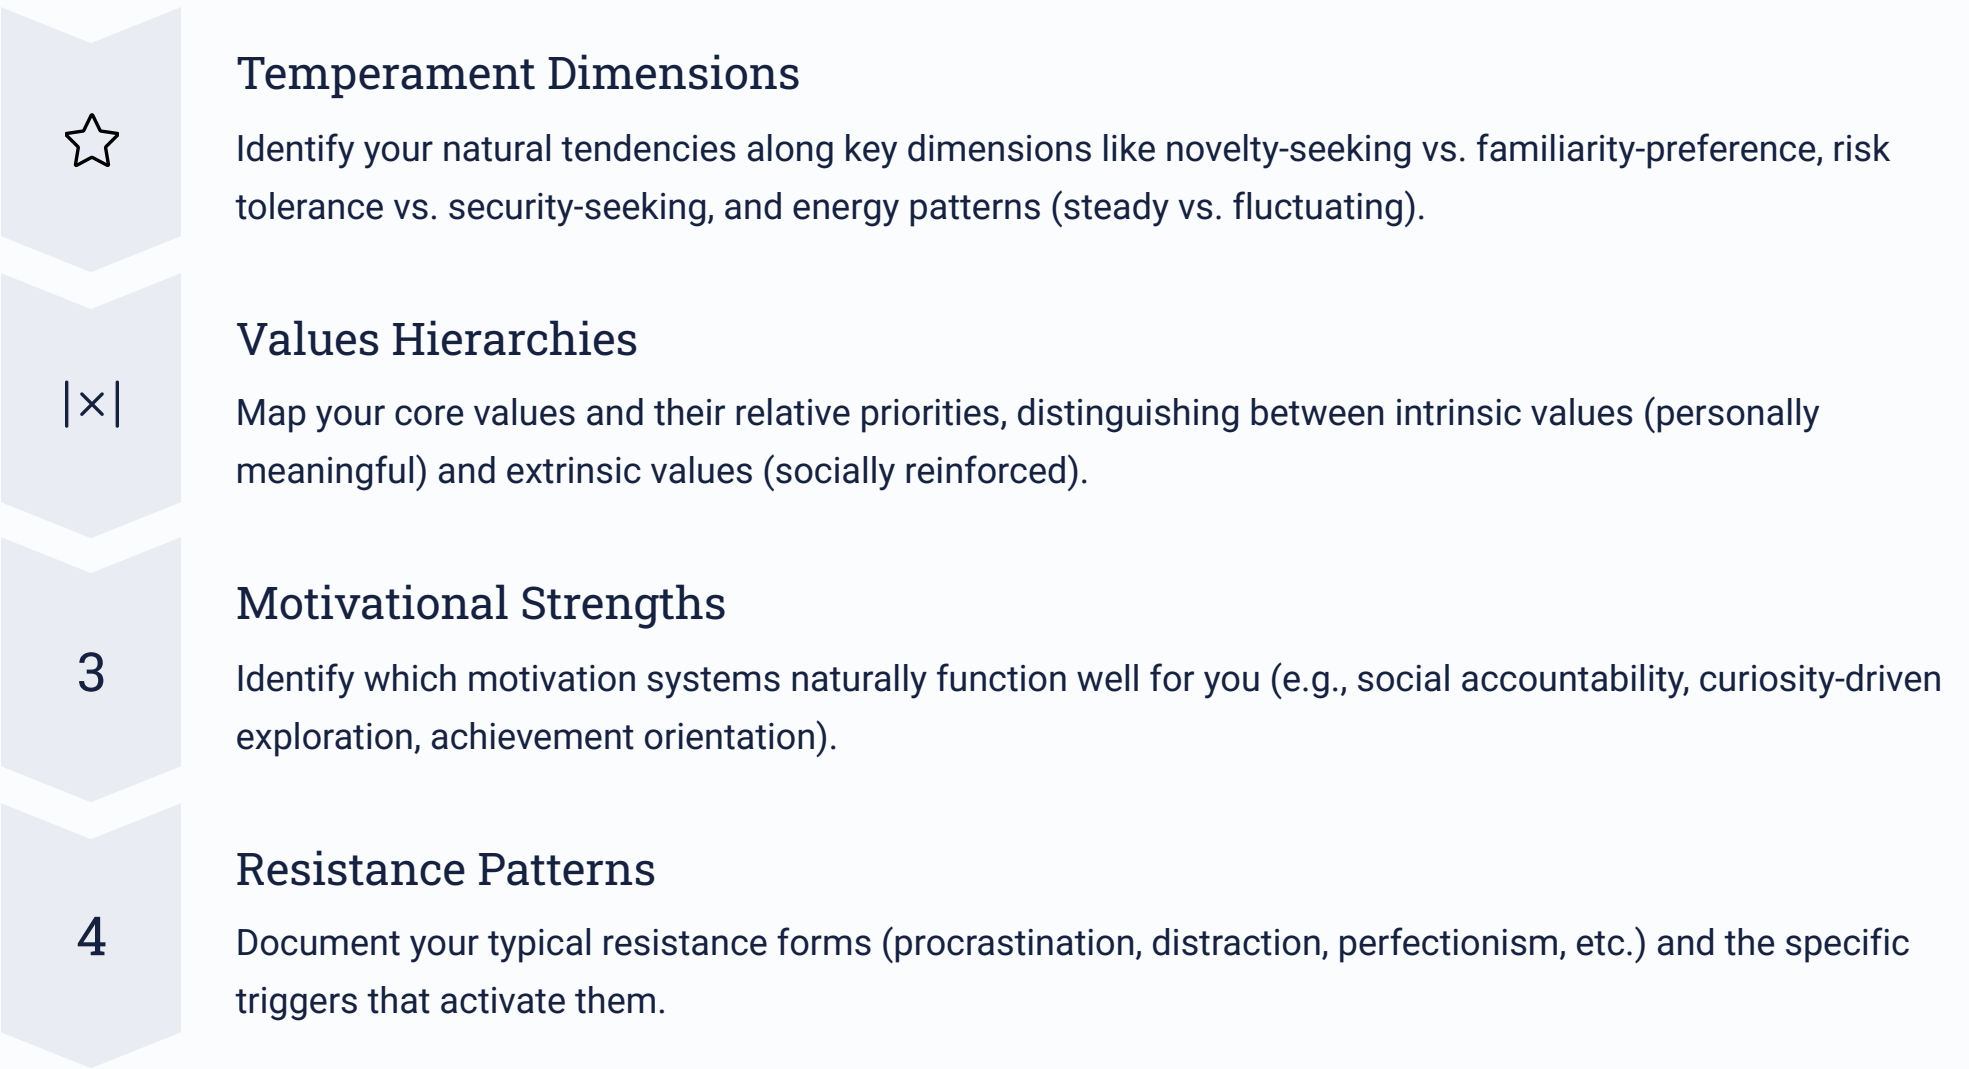 Temperament Dimensions
Identify your natural tendencies along key dimensions like novelty-seeking vs. familiarity-preference, risk
tolerance vs. security-seeking, and energy patterns (steady vs. fluctuating).
|×|
Values Hierarchies
Map your core values and their relative priorities, distinguishing between intrinsic values (personally
meaningful) and extrinsic values (socially reinforced).
3
Motivational Strengths
Identify which motivation systems naturally function well for you (e.g., social accountability, curiosity-driven
exploration, achievement orientation).
4
Resistance Patterns
Document your typical resistance forms (procrastination, distraction, perfectionism, etc.) and the specific
triggers that activate them.